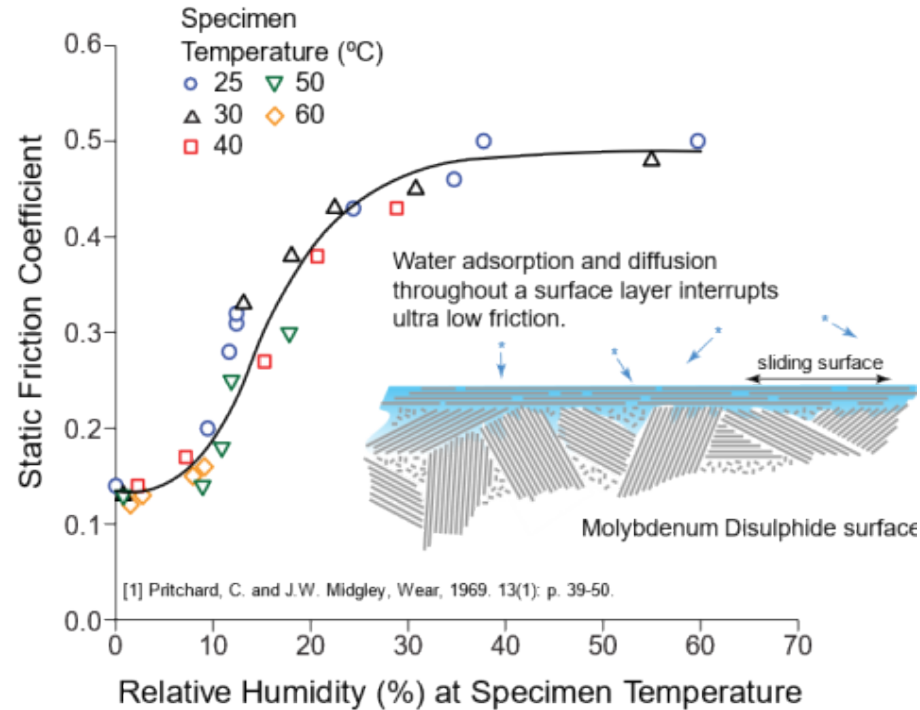 Specimen
Temperature (ºC)
25
50
30
60
40
0.6
0.5
0.4
0.3
0.2
0.1
0.0
Static Friction Coefficient
Water adsorption and diffusion
throughout a surface layer interrupts
ultra low friction.
* * * *
sliding surface
Molybdenum Disulphide surface
[1] Pritchard, C. and J.W. Midgley, Wear, 1969. 13(1): p. 39-50.
0 10 20 30 40 50 60 70
Relative Humidity (%) at Specimen Temperature